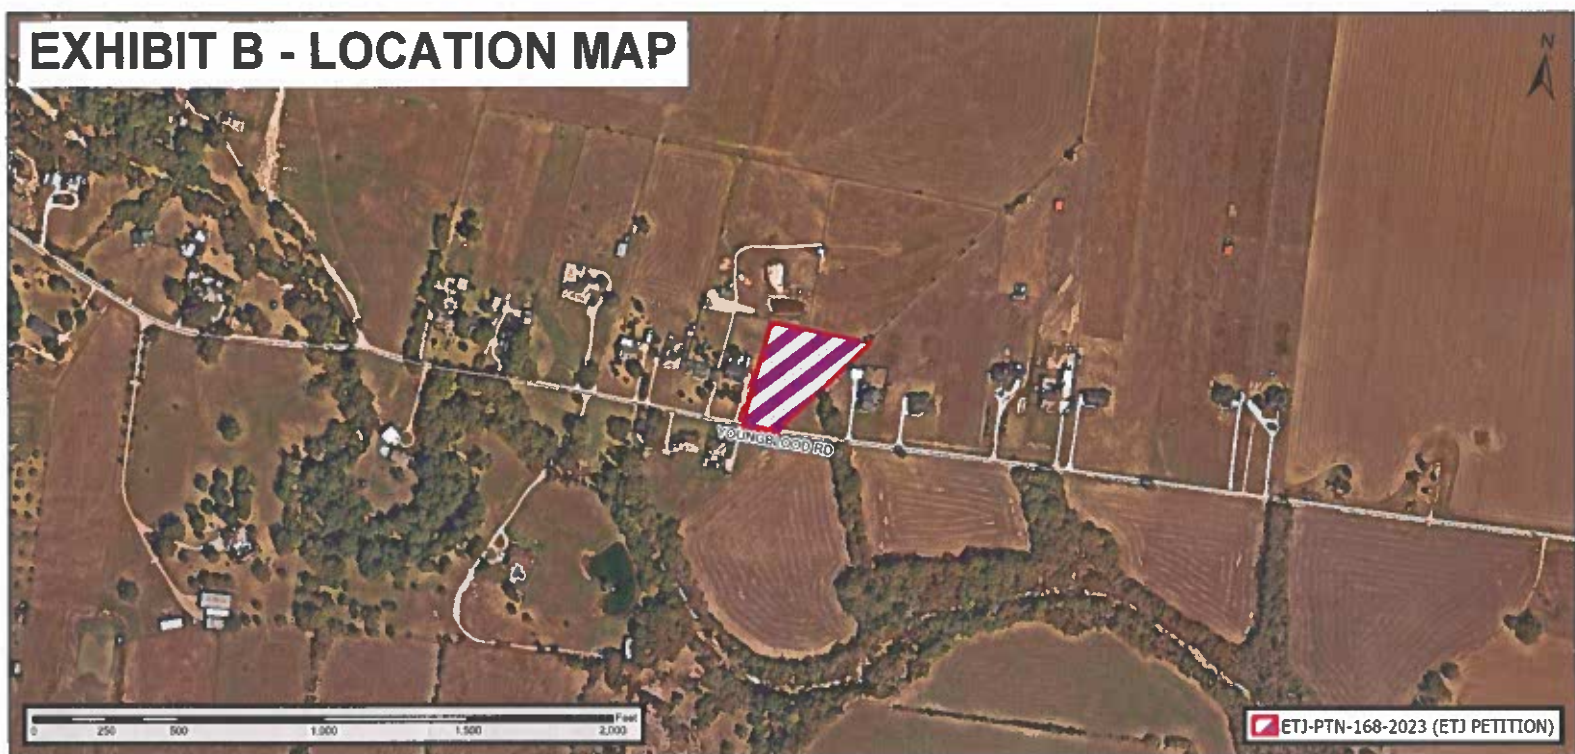 EXHIBIT B - LOCATION MAP
N
YOUNGBLOOD RD
Feet
0 250 500 1,000 1,500 2,000
ETJ-PTN-168-2023 (ETJ PETITION)